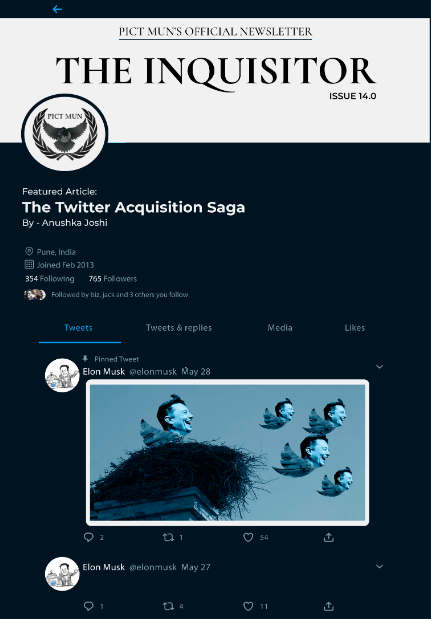 PICT MUN'S OFFICIAL NEWSLETTER
THE INQUISITOR
ISSUE 14.0
PICT MUN
Featured Article:
The Twitter Acquisition Saga
By - Anushka Joshi
Pune, India
Joined Feb 2013
354 Following 765 Followers
Followed by biz, jack and 3 others you follow
Tweets Tweets & replies Media Likes
Pinned Tweet
Elon Musk @elonmusk May 28
2 1 54
Elon Musk @elonmusk May 27
1 4 11